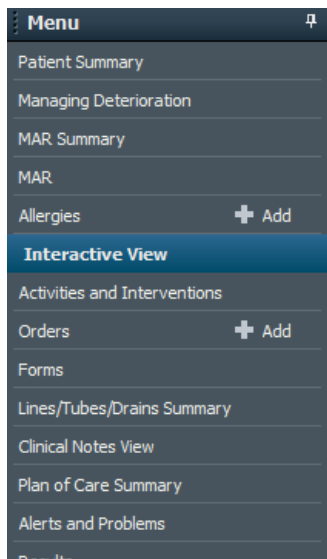 Menu
Patient Summary
Managing Deterioration
MAR Summary
MAR
Allergies Add
Interactive View
Activities and Interventions
Orders Add
Forms
Lines/Tubes/Drains Summary
Clinical Notes View
Plan of Care Summary
Alerts and Problems